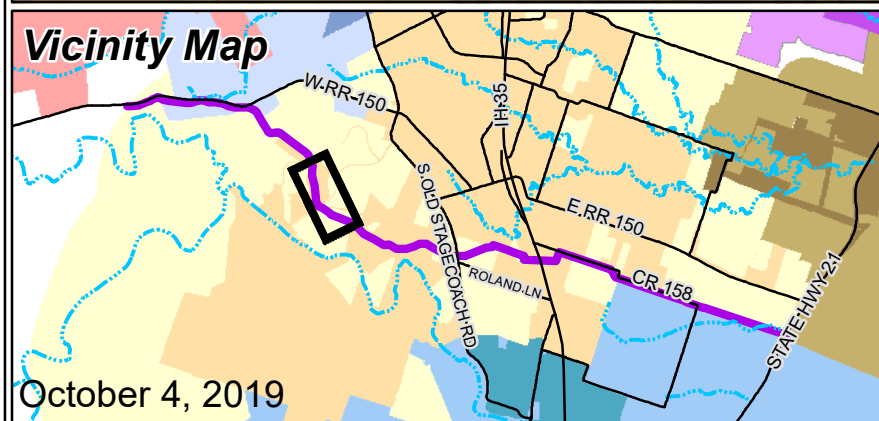 Vicinity Map
W RR 150
IH 35
S OLD STAGECOACH RD
E RR 150
ROLAND LN
CR 158
STATE HWY 21
October 4, 2019